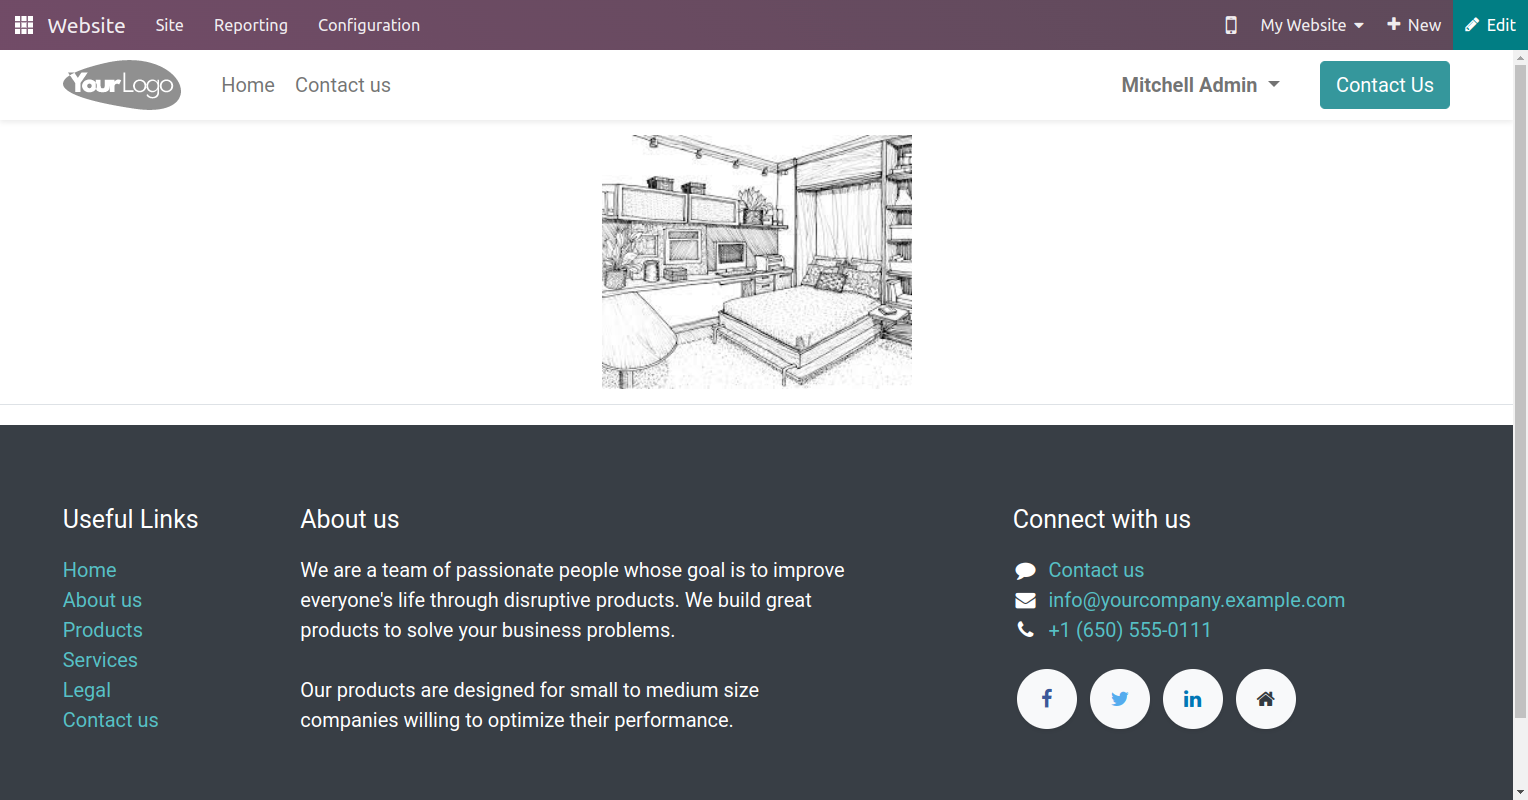 Website Site Reporting Configuration My Website New Edit
YourLogo Home Contact us Mitchell Admin Contact Us
Useful Links
Home
About us
Products
Services
Legal
Contact us
About us
We are a team of passionate people whose goal is to improve
everyone's life through disruptive products. We build great
products to solve your business problems.
Our products are designed for small to medium size
companies willing to optimize their performance.
Connect with us
Contact us
info@yourcompany.example.com
+1 (650) 555-0111